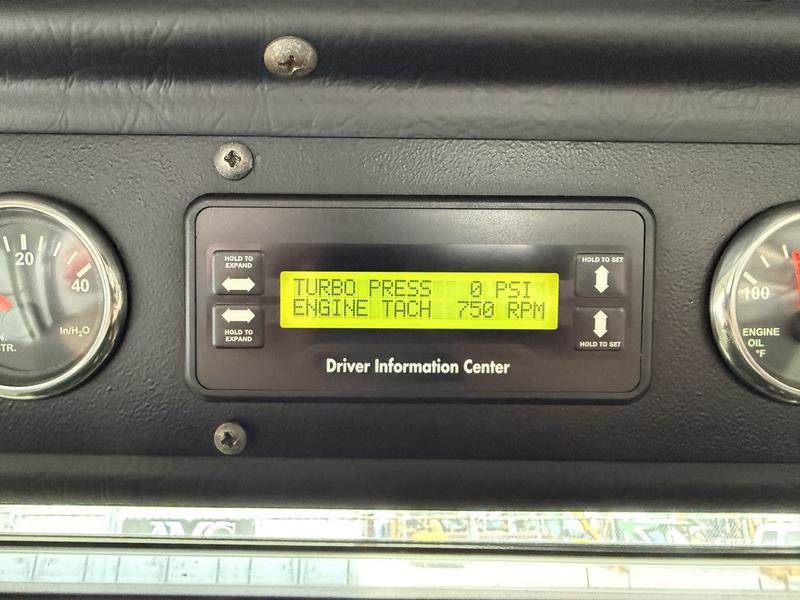 HOLD TO
EXPAND
HOLD TO
EXPAND
TURBO PRESS 0 PSI
ENGINE TACH 750 RPM
HOLD TO SET
HOLD TO SET
Driver Information Center
20
40
In/H2O
100
ENGINE
OIL
°F